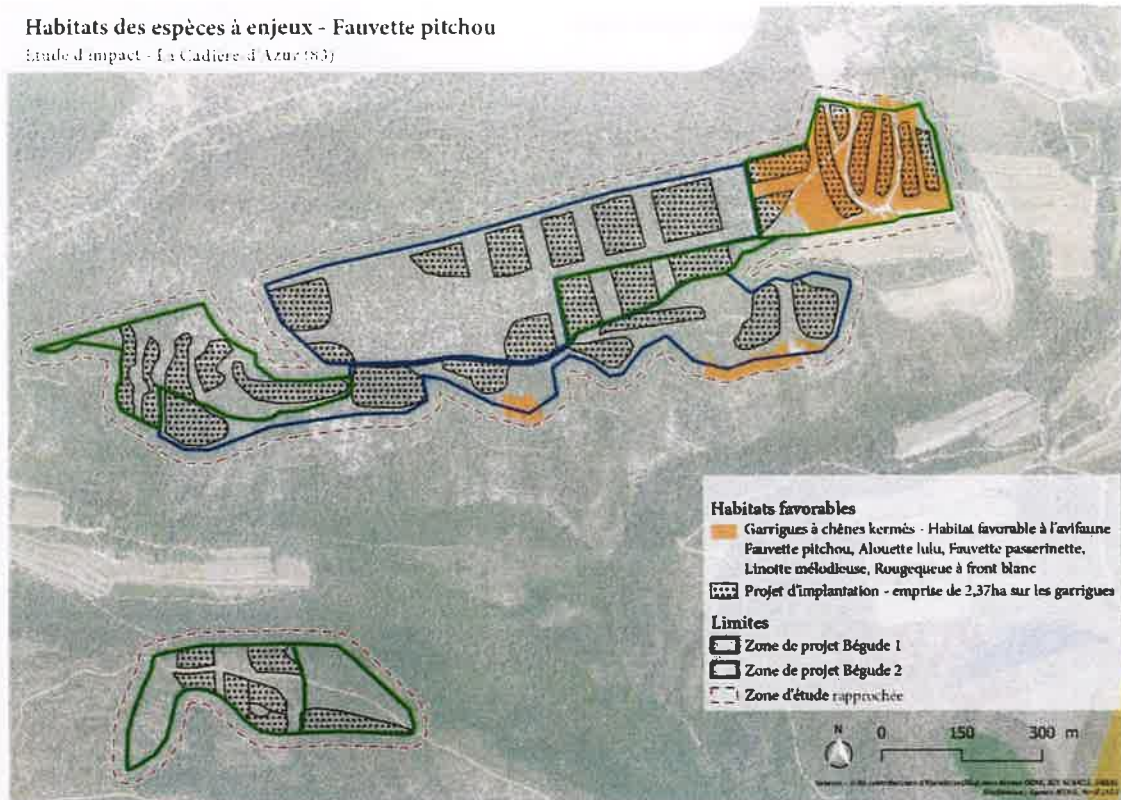 Habitats des espèces à enjeux - Fauvette pitchou
Etude d'impact - La Cadière d'Azur (83)
Habitats favorables
Garrigues à chênes kermès - Habitat favorable à l'avifaune
Fauvette pitchou, Alouette lulu, Fauvette passerinette,
Linotte mélodieuse, Rougequeue à front blanc
Projet d'implantation - emprise de 2,37ha sur les garrigues
Limites
Zone de projet Bégude 1
Zone de projet Bégude 2
Zone d'étude rapprochée
N
0 150 300 m